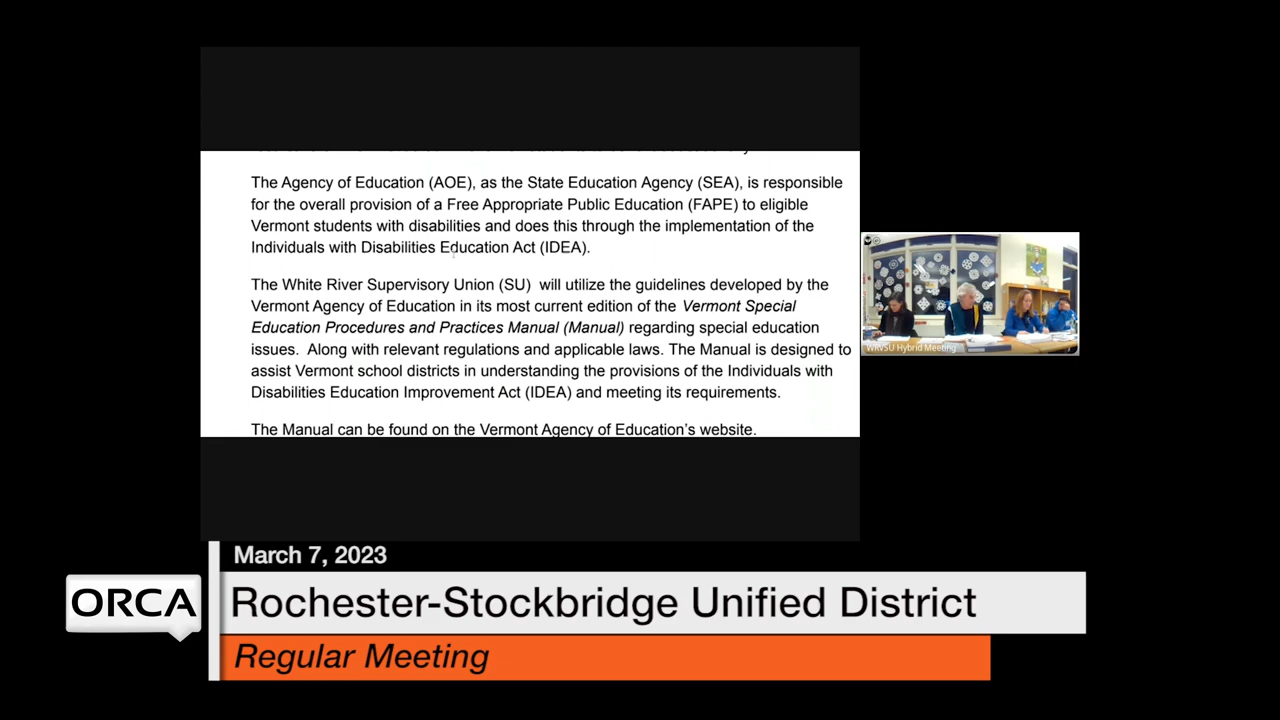 The Agency of Education (AOE), as the State Education Agency (SEA), is responsible
for the overall provision of a Free Appropriate Public Education (FAPE) to eligible
Vermont students with disabilities and does this through the implementation of the
Individuals with Disabilities Education Act (IDEA).
The White River Supervisory Union (SU) will utilize the guidelines developed by the
Vermont Agency of Education in its most current edition of the Vermont Special
Education Procedures and Practices Manual (Manual) regarding special education
issues. Along with relevant regulations and applicable laws. The Manual is designed to
assist Vermont school districts in understanding the provisions of the Individuals with
Disabilities Education Improvement Act (IDEA) and meeting its requirements.
The Manual can be found on the Vermont Agency of Education's website.
WRVSU Hybrid Meeting
March 7, 2023
ORCA
Rochester-Stockbridge Unified District
Regular Meeting